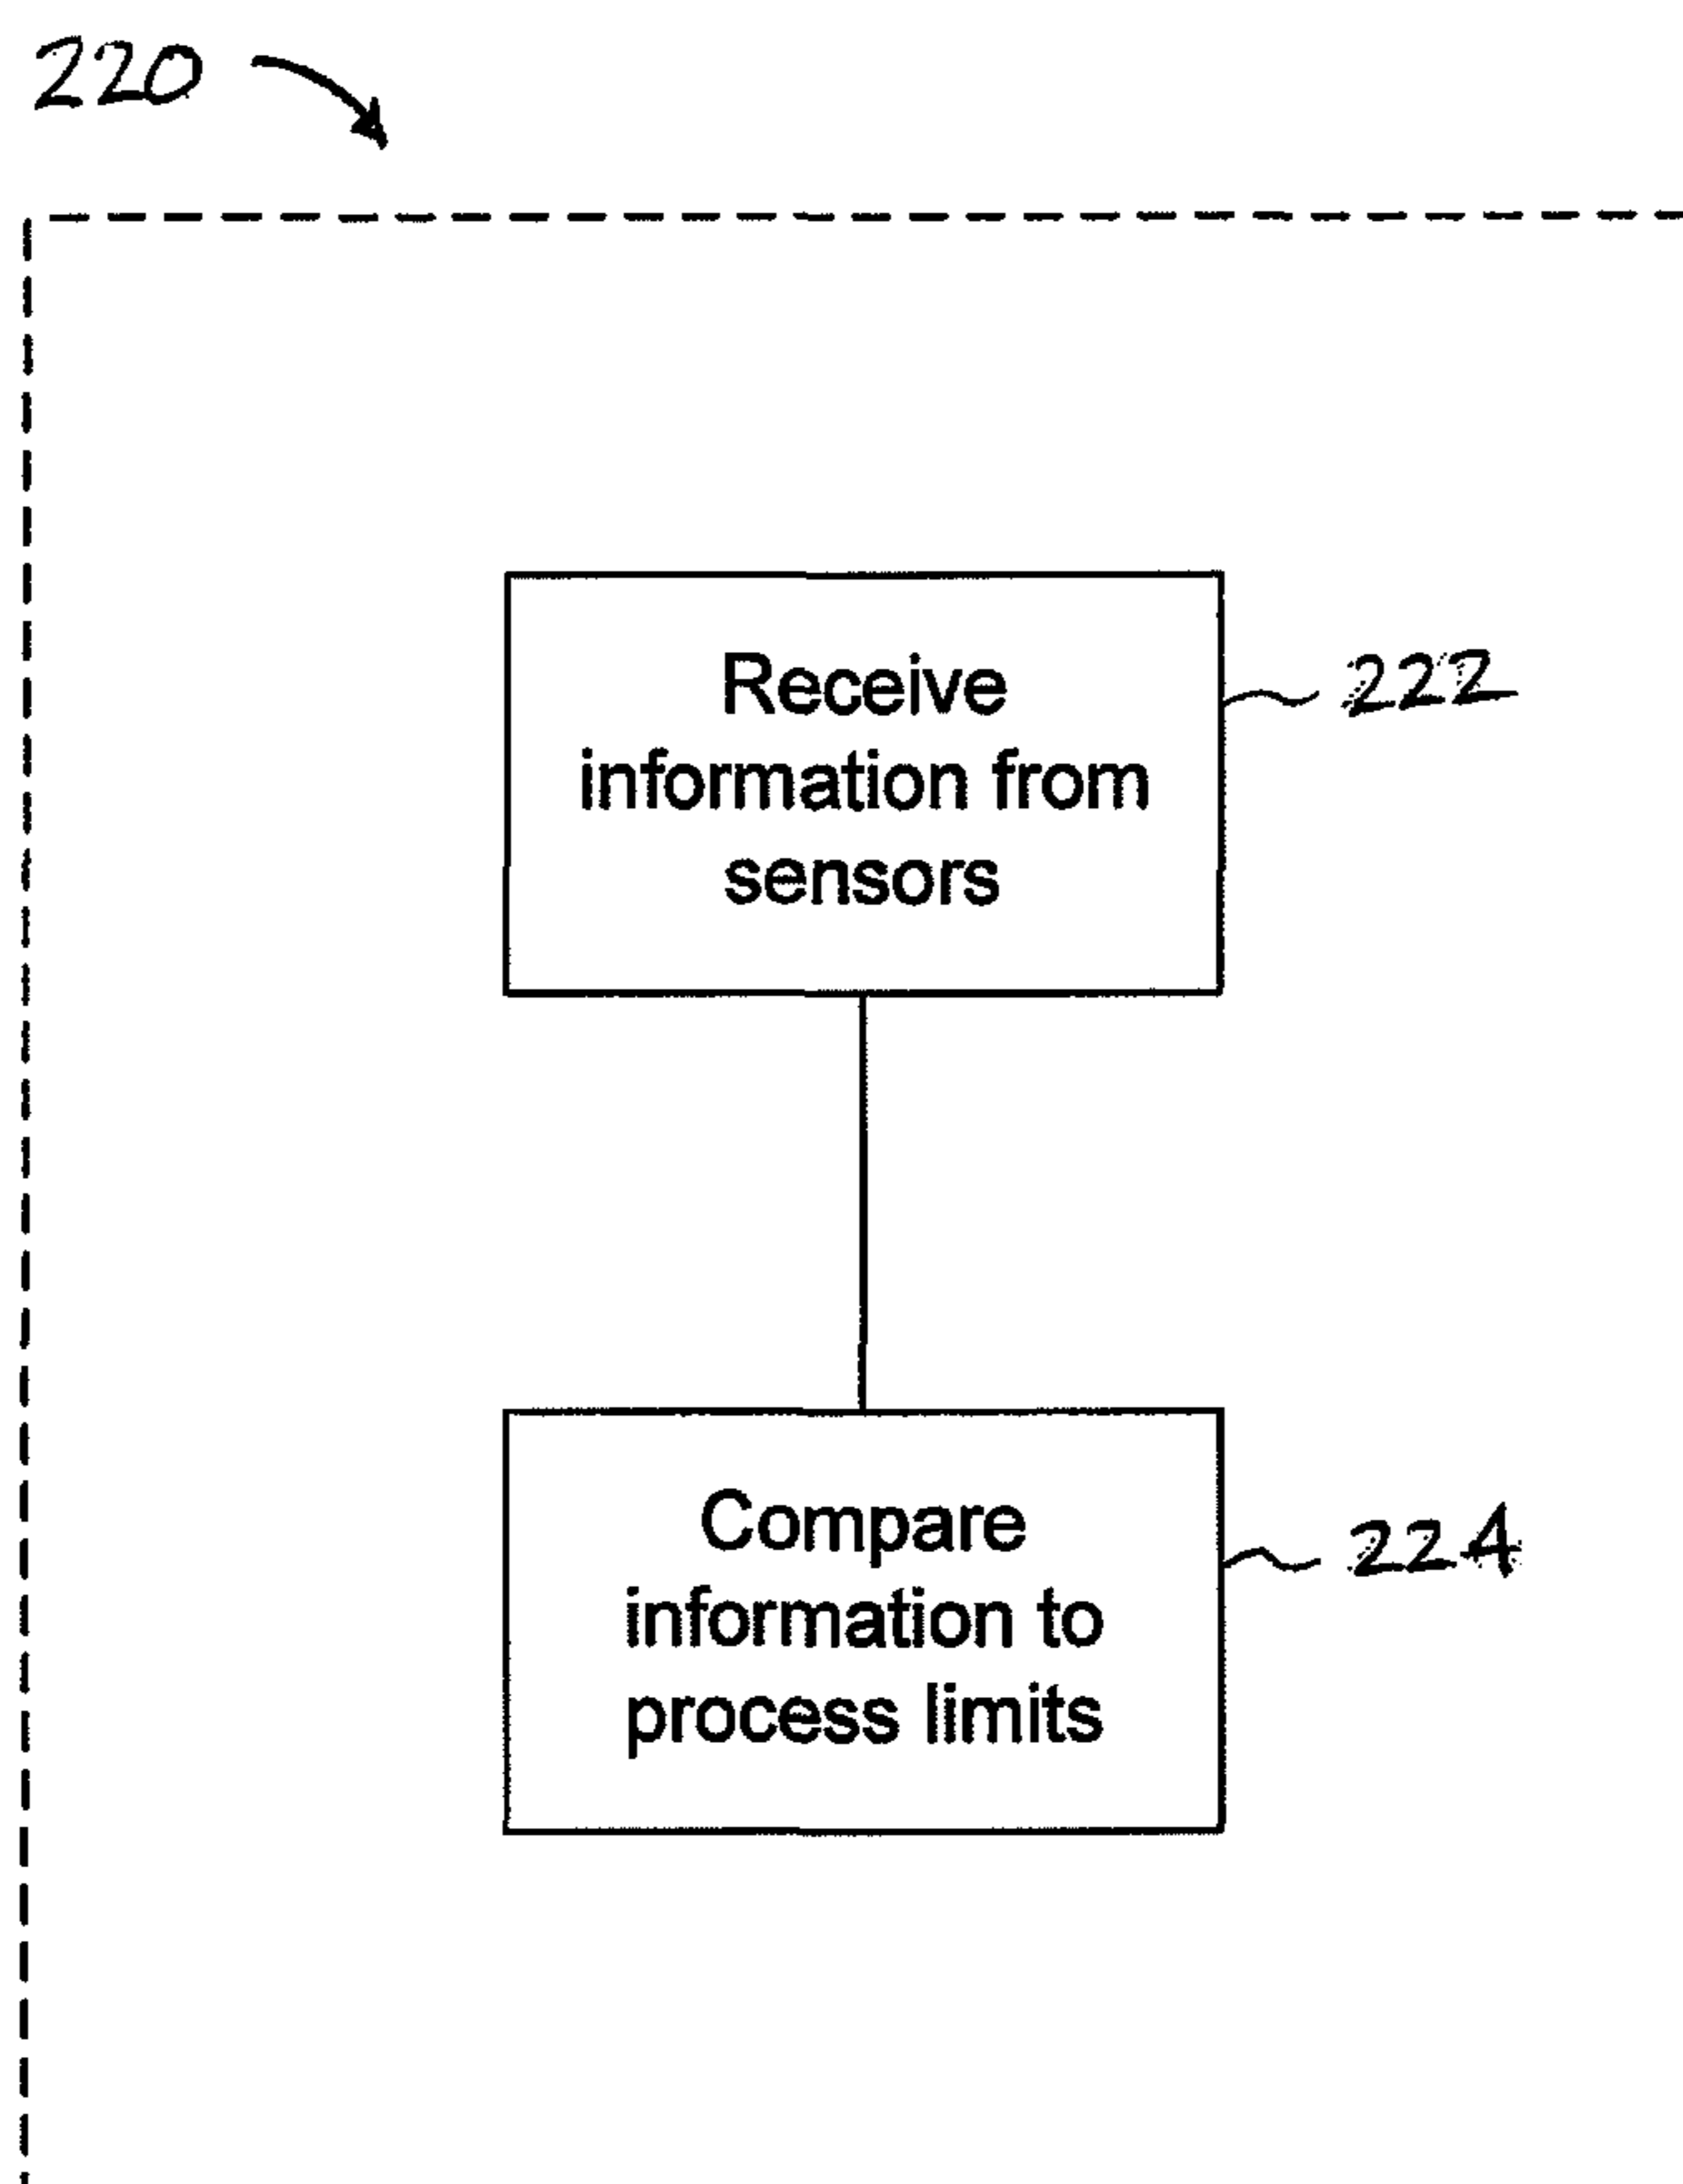 220
Receive
information from
sensors
222
Compare
information to
process limits
224